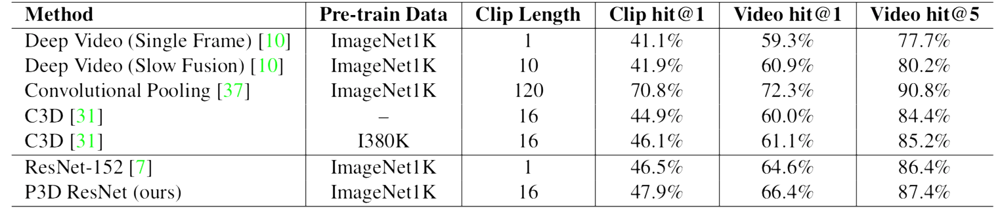 Method Pre-train Data Clip Length Clip hit@1 Video hit@1 Video hit@5
Deep Video (Single Frame) [10] ImageNet1K 1 41.1% 59.3% 77.7%
Deep Video (Slow Fusion) [10] ImageNet1K 10 41.9% 60.9% 80.2%
Convolutional Pooling [37] ImageNet1K 120 70.8% 72.3% 90.8%
C3D [31] – 16 44.9% 60.0% 84.4%
C3D [31] I380K 16 46.1% 61.1% 85.2%
ResNet-152 [7] ImageNet1K 1 46.5% 64.6% 86.4%
P3D ResNet (ours) ImageNet1K 16 47.9% 66.4% 87.4%